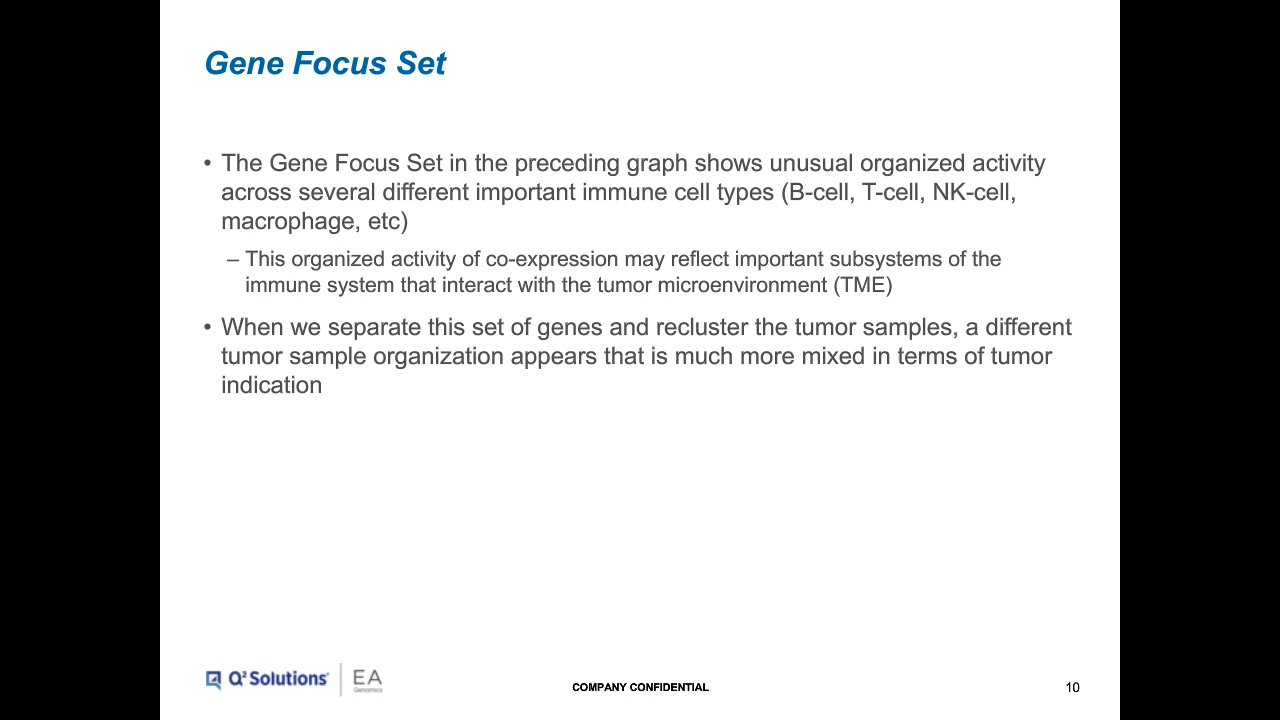 Gene Focus Set
• The Gene Focus Set in the preceding graph shows unusual organized activity
across several different important immune cell types (B-cell, T-cell, NK-cell,
macrophage, etc)
– This organized activity of co-expression may reflect important subsystems of the
immune system that interact with the tumor microenvironment (TME)
• When we separate this set of genes and recluster the tumor samples, a different
tumor sample organization appears that is much more mixed in terms of tumor
indication
Q² Solutions® | EA Genomics
COMPANY CONFIDENTIAL
10